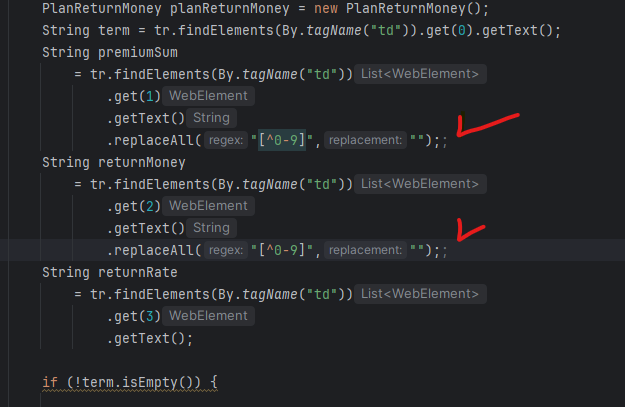 PlanReturnMoney planReturnMoney = new PlanReturnMoney();
String term = tr.findElements(By.tagName("td")).get(0).getText();
String premiumSum
= tr.findElements(By.tagName("td")) List<WebElement>
.get(1) WebElement
.getText() String
.replaceAll( regex: "[^0-9]", replacement: "");;
String returnMoney
= tr.findElements(By.tagName("td")) List<WebElement>
.get(2) WebElement
.getText() String
.replaceAll( regex: "[^0-9]", replacement: "");;
String returnRate
= tr.findElements(By.tagName("td")) List<WebElement>
.get(3) WebElement
.getText();
if (!term.isEmpty()) {